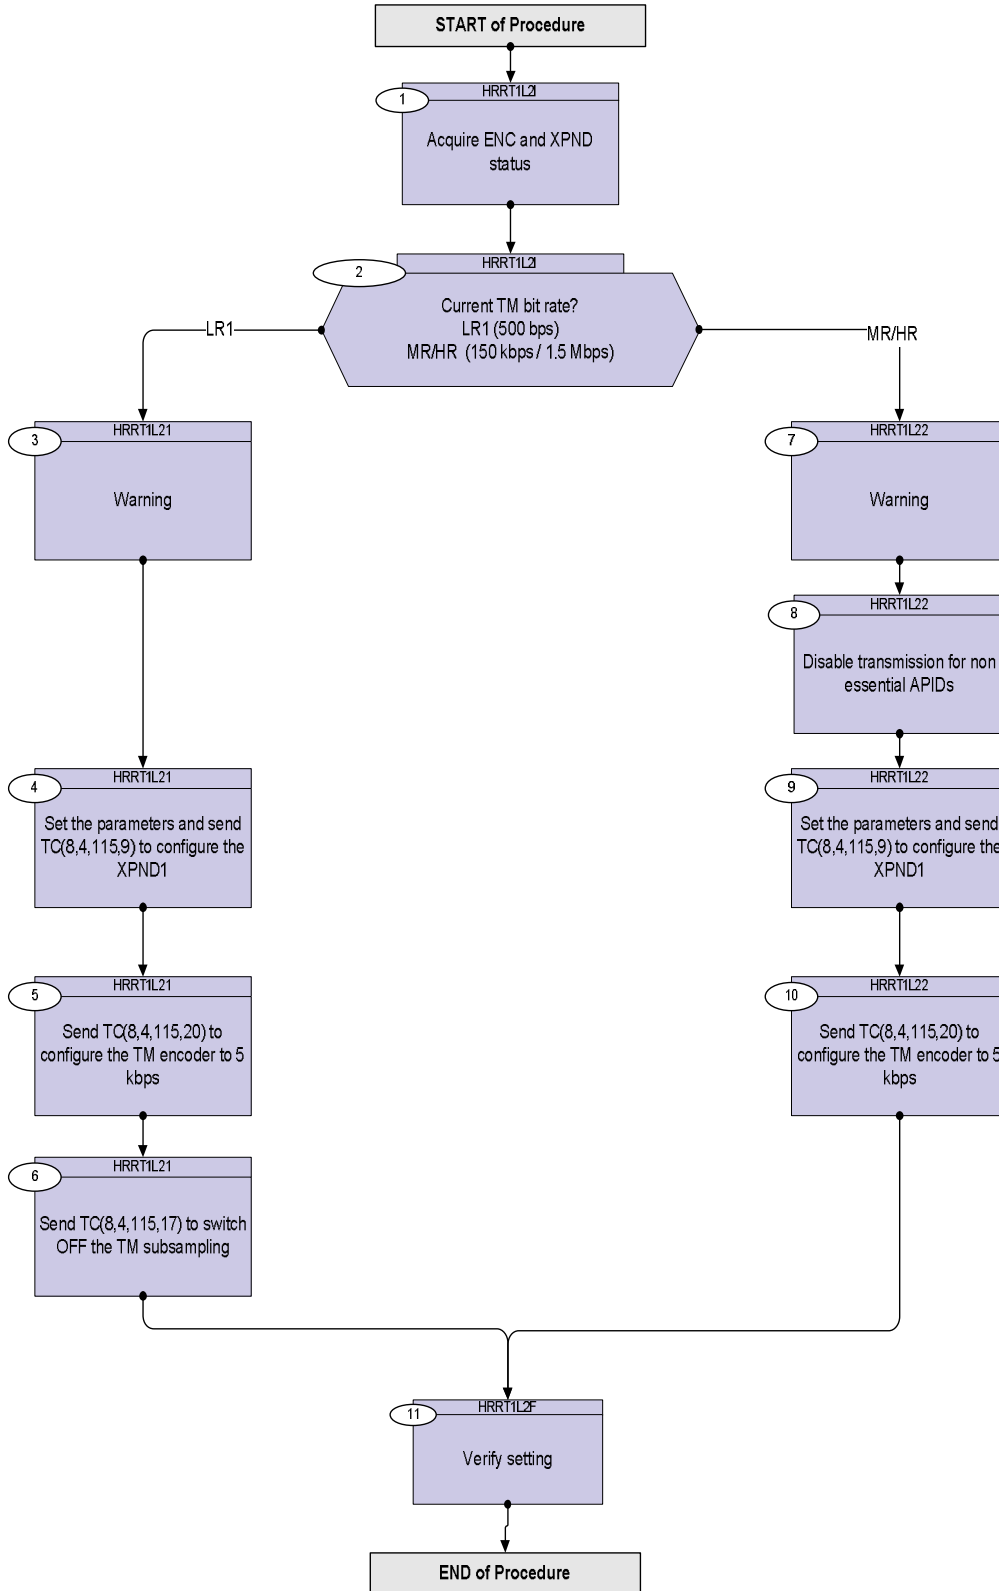 START of Procedure
HRRT1L2I
1
Acquire ENC and XPND
status
HRRT1L2I
2
Current TM bit rate?
LR1 (500 bps)
MR/HR (150 kbps / 1.5 Mbps)
LR1
MR/HR
HRRT1L21
3
Warning
HRRT1L22
7
Warning
HRRT1L22
8
Disable transmission for non
essential APIDs
HRRT1L21
4
Set the parameters and send
TC(8,4,115,9) to configure the
XPND1
HRRT1L22
9
Set the parameters and send
TC(8,4,115,9) to configure the
XPND1
HRRT1L21
5
Send TC(8,4,115,20) to
configure the TM encoder to 5
kbps
HRRT1L22
10
Send TC(8,4,115,20) to
configure the TM encoder to 5
kbps
HRRT1L21
6
Send TC(8,4,115,17) to switch
OFF the TM subsampling
HRRT1L2F
11
Verify setting
END of Procedure